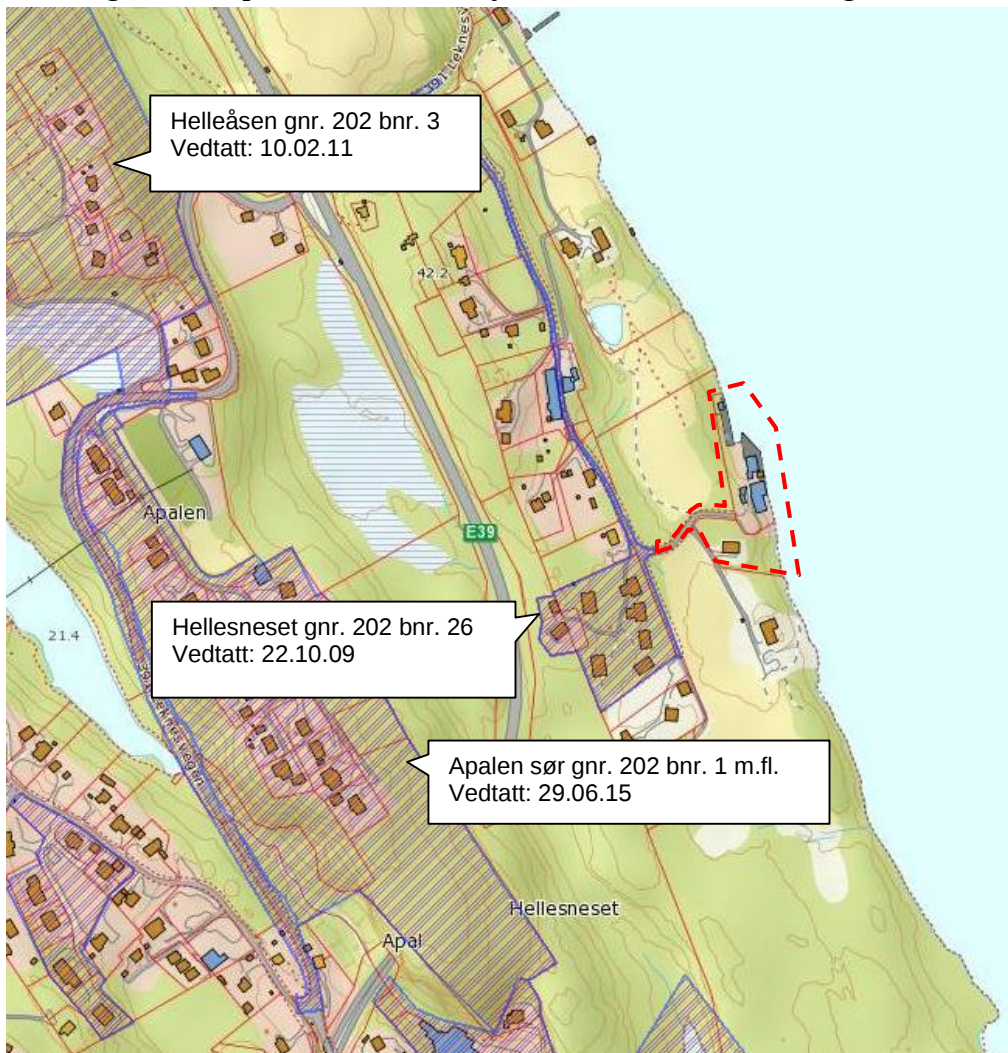 Helleåsen gnr. 202 bnr. 3
Vedtatt: 10.02.11
42.2
Apalen
E39
Hellesneset gnr. 202 bnr. 26
Vedtatt: 22.10.09
21.4
Leknesvegen
Apalen sør gnr. 202 bnr. 1 m.fl.
Vedtatt: 29.06.15
Hellesneset
Apal